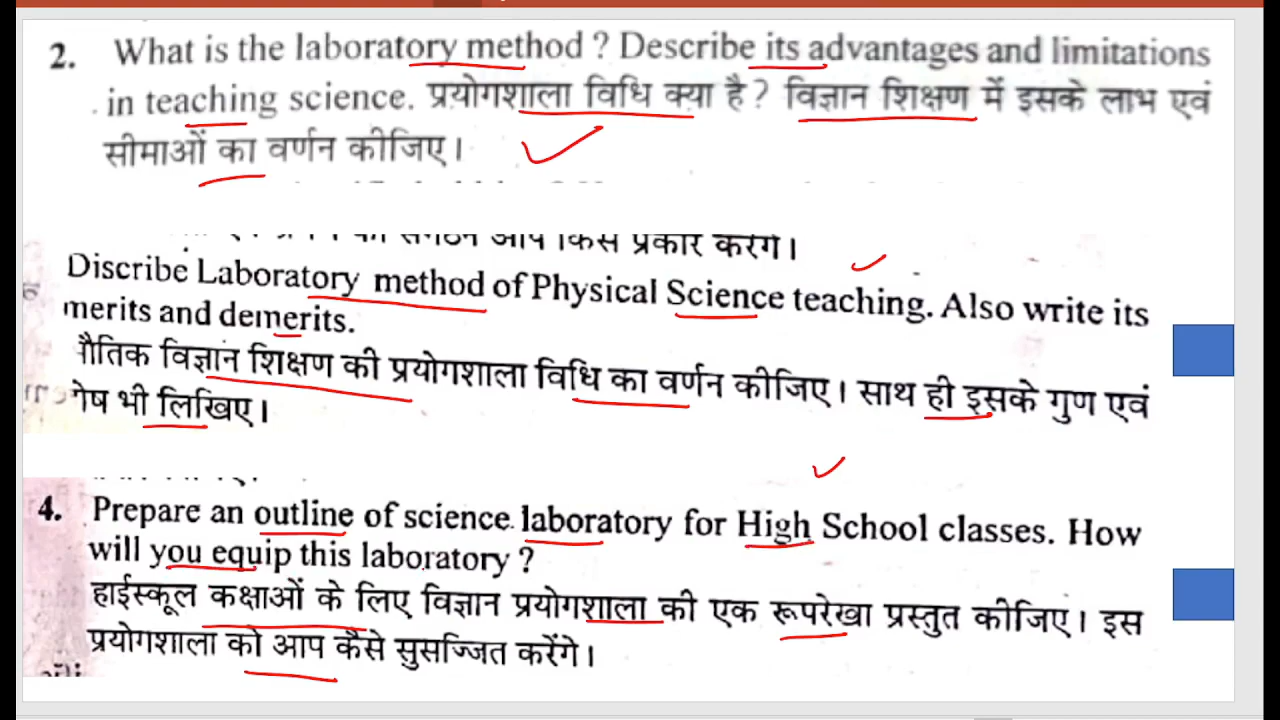 2. What is the laboratory method ? Describe its advantages and limitations
in teaching science. प्रयोगशाला विधि क्या है ? विज्ञान शिक्षण में इसके लाभ एवं
सीमाओं का वर्णन कीजिए।
आप किस प्रकार करेंगे।
Discribe Laboratory method of Physical Science teaching. Also write its
merits and demerits.
विज्ञान शिक्षण की प्रयोगशाला विधि का वर्णन कीजिए। साथ ही इसके गुण एवं
भी लिखिए।
4. Prepare an outline of science laboratory for High School classes. How
will you equip this laboratory ?
हाईस्कूल कक्षाओं के लिए विज्ञान प्रयोगशाला की एक रूपरेखा प्रस्तुत कीजिए। इस
प्रयोगशाला को आप कैसे सुसज्जित करेंगे।